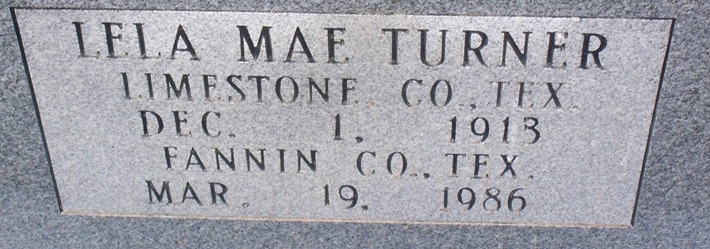 LELA MAE TURNER
LIMESTONE CO., TEX.
DEC. 1, 1913
FANNIN CO., TEX.
MAR. 19, 1986